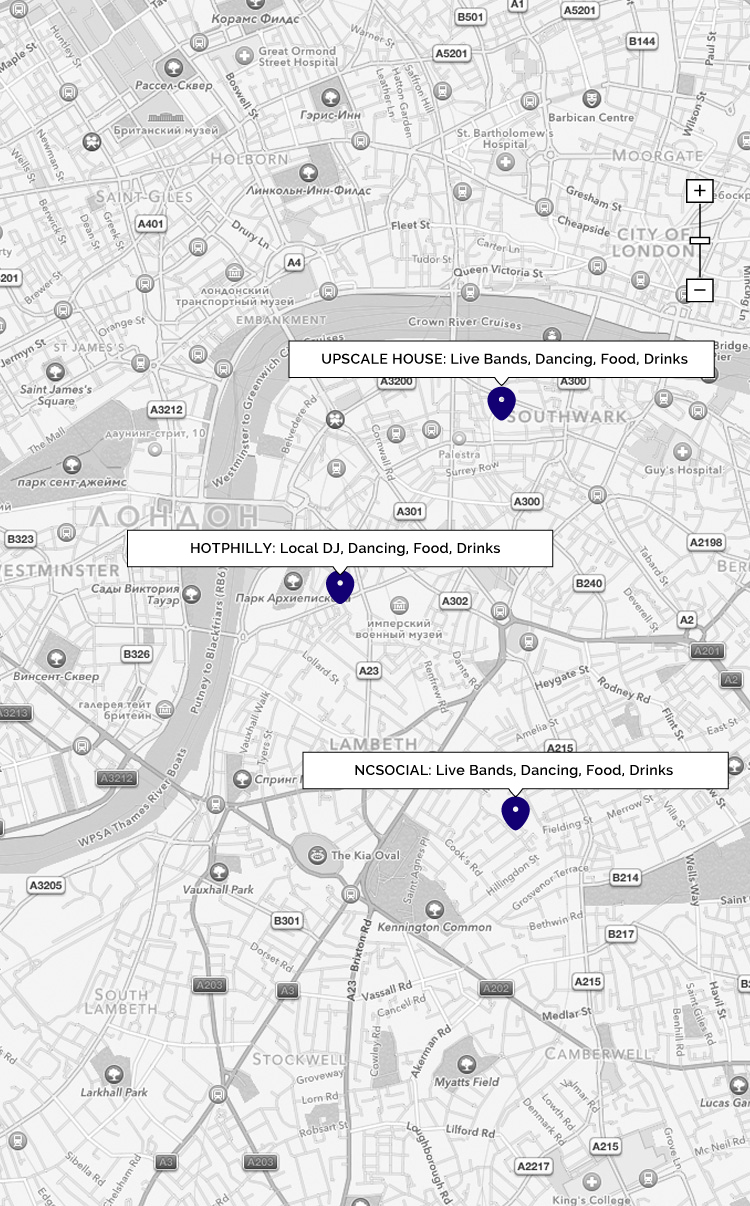 Корамс Филдс
B501
A1
A5201
B144
Paul St
Maple St
Huntley St
Warner St
A5201
Great Ormond
Street Hospital
Рассел-Сквер
Boswell St
Leather Ln
Hatton Garden
Saffron Hill
Гэрис-Инн
Barbican Centre
Wilson St
Британский музей
St. Bartholomew's
Hospital
MOORGATE
Newman St
Wells St
HOLBORN
Линкольн-Инн-Филдс
SAINT GILES
Berwick St
Dean St
Greek St
A401
Drury Ln
Fleet St
Gresham St
Cheapside
CITY OF
LONDON
+
Carter Ln
Tudor St
Queen Victoria St
A4
201
Brewer St
лондонский
транспортный музей
Mincing Ln
−
EMBANKMENT
Crown River Cruises
Orange St
Jermyn St
ST JAMES'S
UPSCALE HOUSE: Live Bands, Dancing, Food, Drinks
Saint James's
Square
A3200
A300
Westminster to Greenwich
Cruises
Belvedere Rd
SOUTHWARK
A3212
The Mall
даунинг-стрит, 10
Cornwall Rd
Palestra
Surrey Row
Guy's Hospital
парк сент-джеймс
A300
A301
ЛОНДОН
B323
A2198
HOTPHILLY: Local DJ, Dancing, Food, Drinks
ESTMINSTER
Tabard St
Сады Виктория
Тауэр
Парк Архиепископ
B240
A302
Deverell St
A2
имперский
военный музей
Putney to Blackfriars (RB6)
B326
A201
Винсент-Сквер
Lollard St
A23
Renfrew Rd
Dante Rd
Heygate St
Rodney Rd
A2
галерея тейт
бритейн
Vauxhall Walk
Tyers St
Flint St
East St
A3213
Amelia St
LAMBETH
A215
NCSOCIAL: Live Bands, Dancing, Food, Drinks
A3212
WPSA Thames River Boats
Merrow St
Villa St
Fielding St
The Kia Oval
Saint Agnes Pl
Cook's Rd
Hillingdon St
Grosvenor Terrace
Wells Way
A3205
Vauxhall Park
B214
Saint
B301
Kennington Common
Bethwin Rd
B217
Dorset Rd
A23 - Brixton Rd
A203
A3
Vassall Rd
Cancell Rd
A202
A215
Medlar St
SOUTH
LAMBETH
Benhill Rd
Saint Giles Rd
Havil St
STOCKWELL
Cowley Rd
Akerman Rd
CAMBERWELL
Groveway
Larkhall Park
Myatts Field
Lorn Rd
Lucas Gar
Robsart St
Loughborough Rd
Lilford Rd
Lowth Rd
Denmark Rd
A215
Grove Ln
Mc Neil Rd
Sibella Rd
A3
A203
A2217
King's College